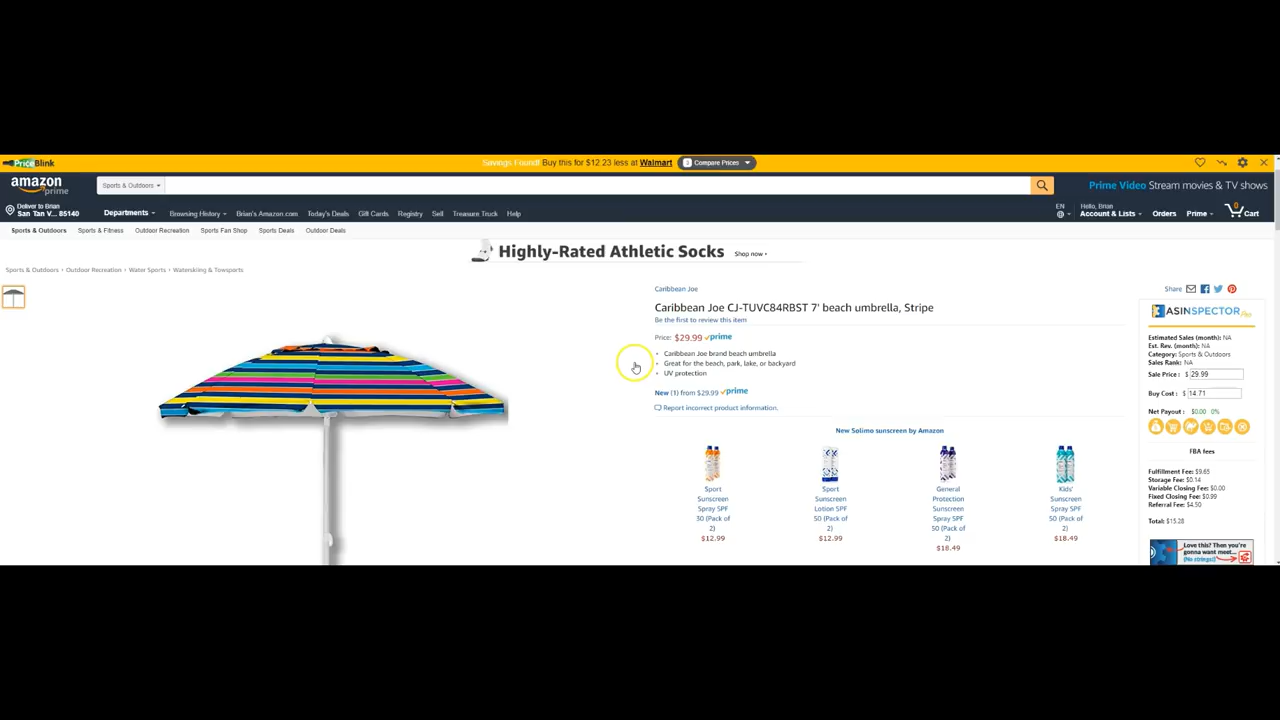 PriceBlink
Savings Found! Buy this for $12.23 less at Walmart
Compare Prices
amazon
prime
Sports & Outdoors
Prime Video Stream movies & TV shows
Deliver to Brian
San Tan V... 85140
Departments
Browsing History
Brian's Amazon.com
Today's Deals
Gift Cards
Registry
Sell
Treasure Truck
Help
EN
Hello, Brian
Account & Lists
Orders
Prime
0
Cart
Sports & Outdoors
Sports & Fitness
Outdoor Recreation
Sports Fan Shop
Sports Deals
Outdoor Deals
Highly-Rated Athletic Socks
Shop now ›
Sports & Outdoors › Outdoor Recreation › Water Sports › Waterskiing & Towsports
Caribbean Joe
Share
Caribbean Joe CJ-TUVC84RBST 7' beach umbrella, Stripe
Be the first to review this item
Price: $29.99 prime
• Caribbean Joe brand beach umbrella
• Great for the beach, park, lake, or backyard
• UV protection
New (1) from $29.99 prime
Report incorrect product information.
New Solimo sunscreen by Amazon
Sport
Sunscreen
Spray SPF
30 (Pack of
2)
$12.99
Sport
Sunscreen
Lotion SPF
50 (Pack of
2)
$12.99
General
Protection
Sunscreen
Spray SPF
50 (Pack of
2)
$18.49
Kids'
Sunscreen
Spray SPF
50 (Pack of
2)
$18.49
ASINSPECTOR
Estimated Sales (month): NA
Est. Rev. (month): NA
Category: Sports & Outdoors
Sales Rank: NA
Sale Price : $ 29.99
Buy Cost : $ 14.71
Net Payout : $0.00 0%
FBA fees
Fulfillment Fee: $9.65
Storage Fee: $0.14
Variable Closing Fee: $0.00
Fixed Closing Fee: $0.99
Referral Fee: $4.50
Total: $15.28
Love this? Then you're
gonna want meet...
(No strings!)